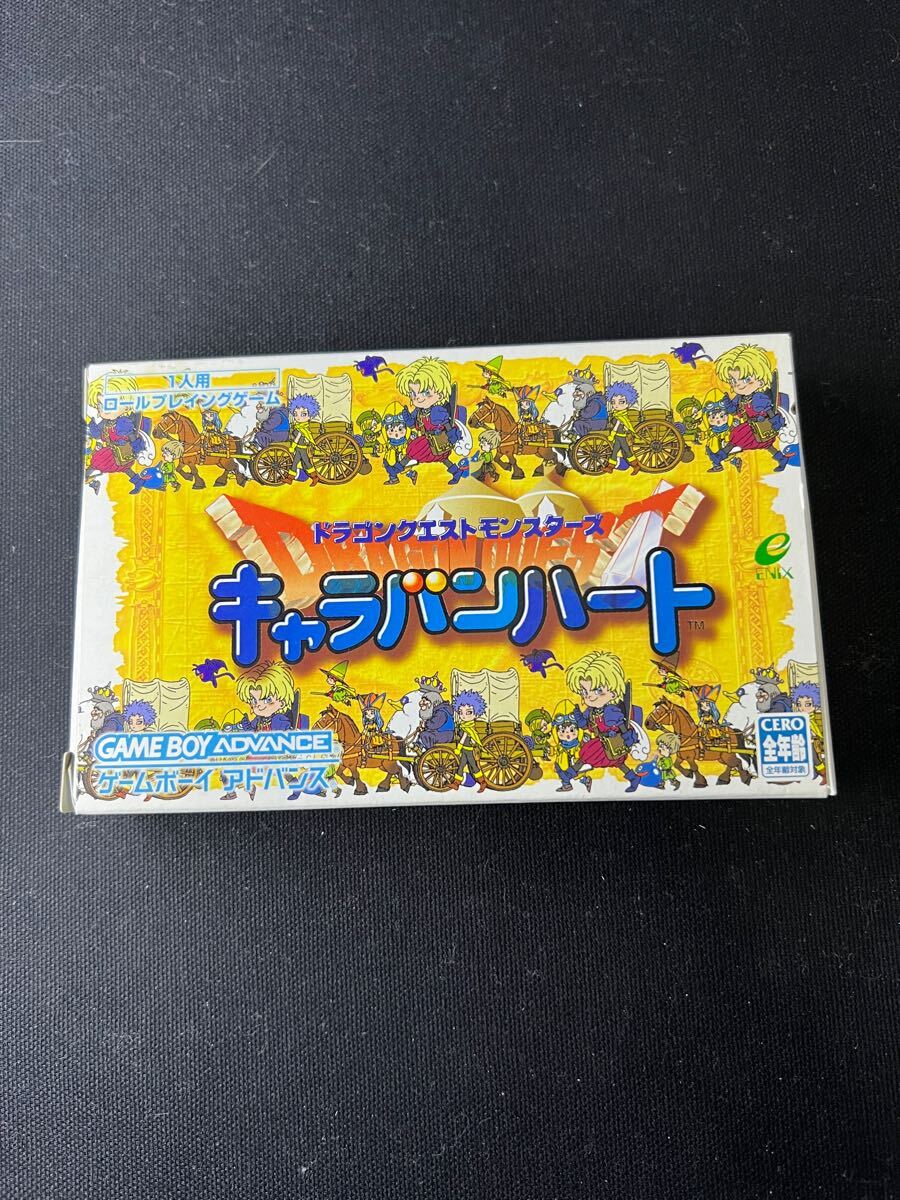 1人用
ロールプレイングゲーム
ドラゴンクエストモンスターズ
DRAGON QUEST
キャラバンハート
TM
ENIX
GAME BOY ADVANCE
ゲームボーイ アドバンス
CERO
全年齢
全年齢対象